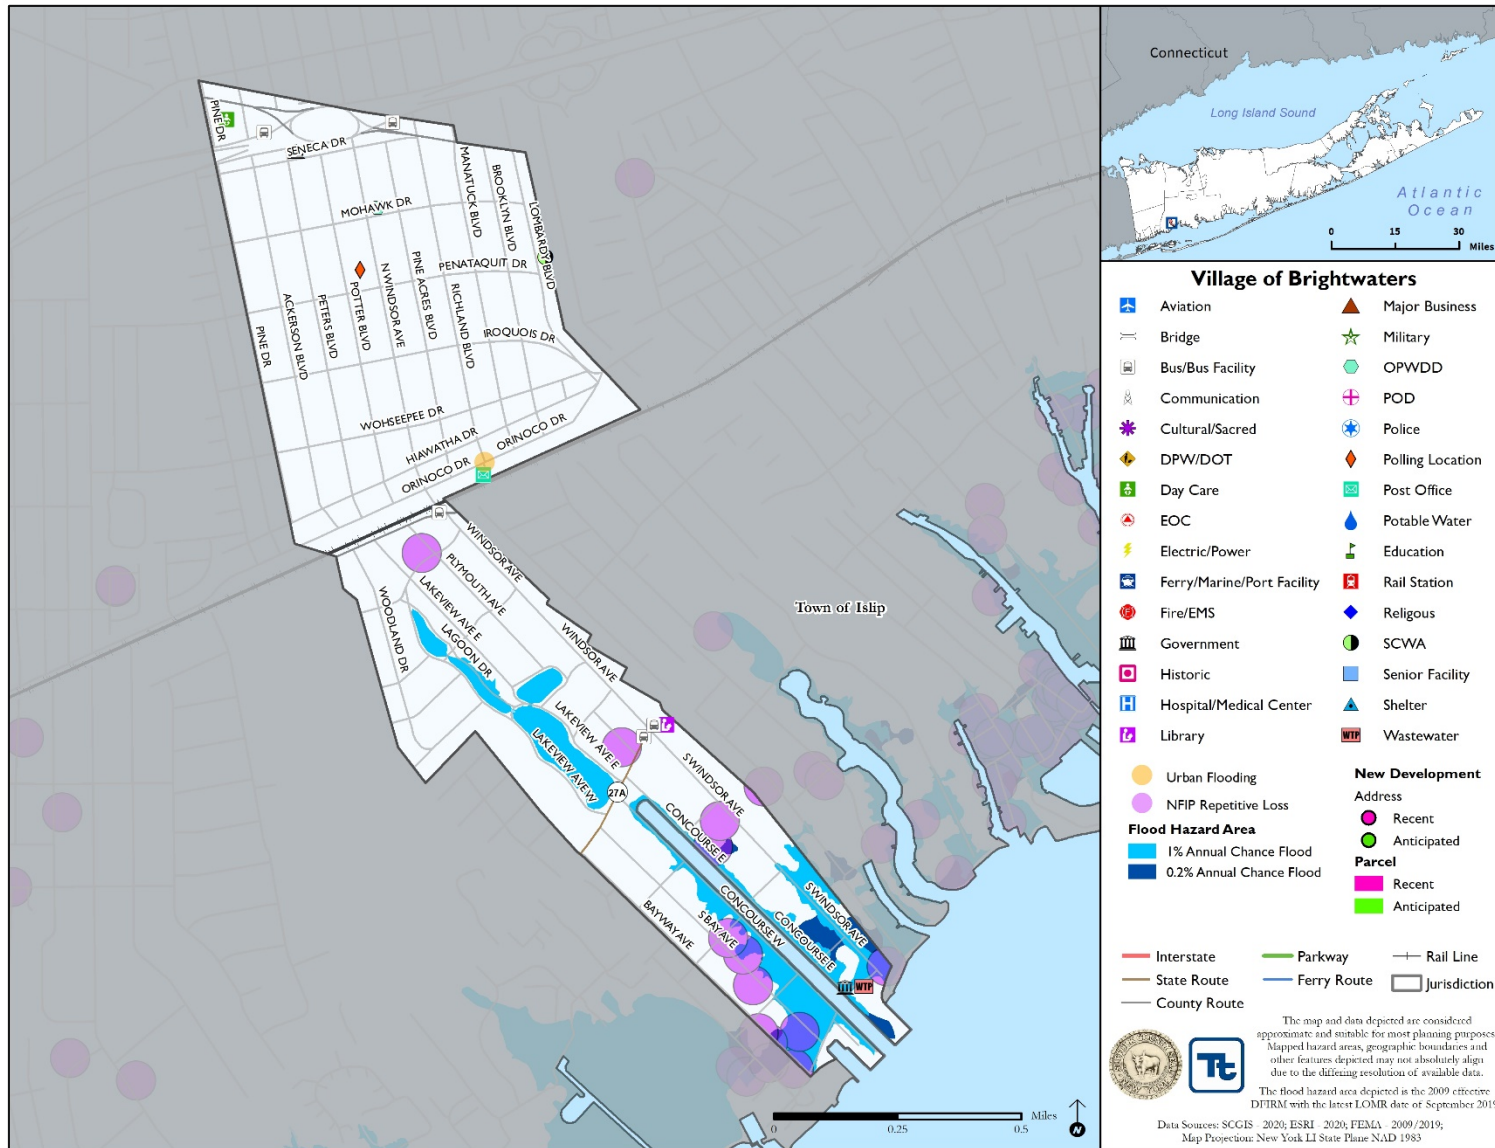 PINE DR
SENECA DR
MANATUCK BLVD
BROOKLYN BLVD
LOMBARDY BLVD
MOHAWK DR
PENATAQUIT DR
PINE DR
ACKERSON BLVD
PETERS BLVD
POTTER BLVD
N WINDSOR AVE
PINE ACRES BLVD
RICHLAND BLVD
IROQUOIS DR
WOHSEEPEE DR
HIAWATHA DR
ORINOCO DR
ORINOCO DR
WINDSOR AVE
PLYMOUTH AVE
LAKEVIEW AVE E
LAGOON DR
WOODLAND DR
WINDSOR AVE
LAKEVIEW AVE E
LAKEVIEW AVE W
27A
S WINDSOR AVE
CONCOURSE E
CONCOURSE W
CONCOURSE E
S WINDSOR AVE
S BAY AVE
BAYWAY AVE
WTP
Town of Islip
0
0.25
0.5
Miles
N
Connecticut
Long Island Sound
Atlantic
Ocean
0
15
30
Miles
Village of Brightwaters
Aviation
Bridge
Bus/Bus Facility
Communication
Cultural/Sacred
DPW/DOT
Day Care
EOC
Electric/Power
Ferry/Marine/Port Facility
Fire/EMS
Government
Historic
H Hospital/Medical Center
Library
Major Business
Military
OPWDD
POD
Police
Polling Location
Post Office
Potable Water
Education
Rail Station
Religous
SCWA
Senior Facility
Shelter
WTP Wastewater
Urban Flooding
NFIP Repetitive Loss
Flood Hazard Area
1% Annual Chance Flood
0.2% Annual Chance Flood
New Development
Address
Recent
Anticipated
Parcel
Recent
Anticipated
Interstate
Parkway
Rail Line
State Route
Ferry Route
Jurisdiction
County Route
Tt
The map and data depicted are considered
approximate and suitable for most planning purposes.
Mapped hazard areas, geographic boundaries and
other features depicted may not absolutely align
due to the differing resolution of available data.
The flood hazard area depicted is the 2009 effective
DFIRM with the latest LOMR date of September 2019
Data Sources: SCGIS - 2020; ESRI - 2020; FEMA - 2009/2019;
Map Projection: New York LI State Plane NAD 1983